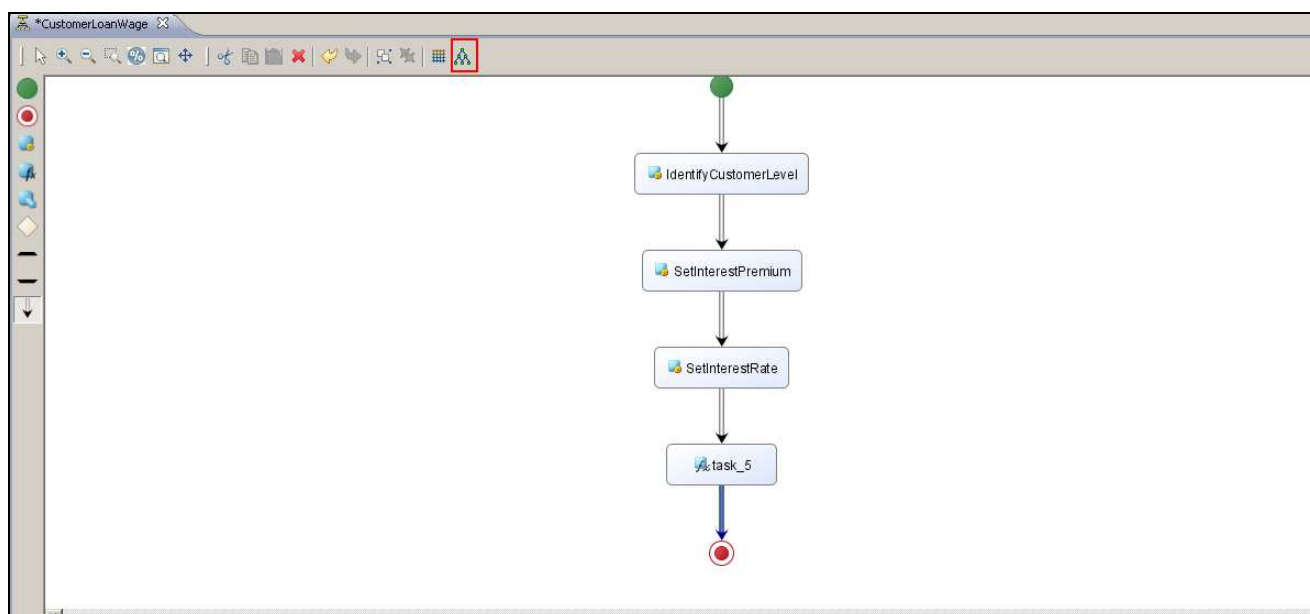 *CustomerLoanWage
IdentifyCustomerLevel
SetInterestPremium
SetInterestRate
task_5